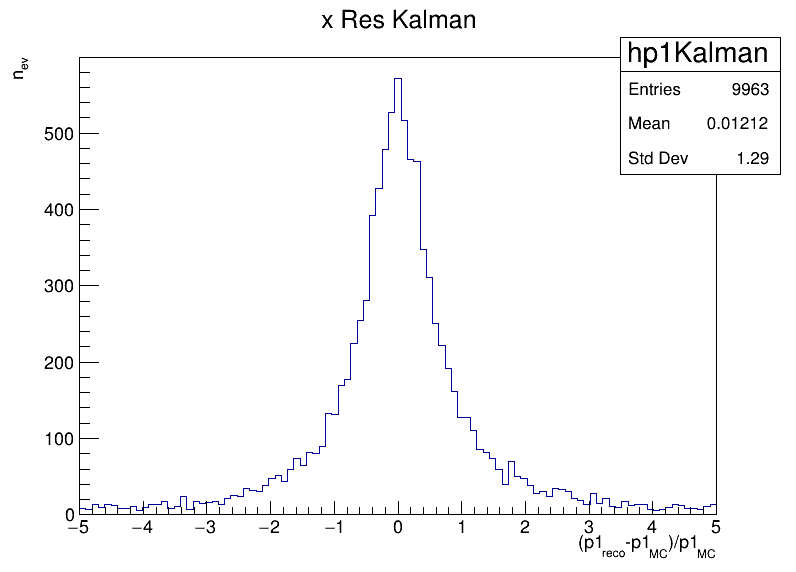 x Res Kalman
hp1Kalman
Entries 9963
Mean 0.01212
Std Dev 1.29
n_ev
500
400
300
200
100
0
−5 −4 −3 −2 −1 0 1 2 3 4 5
(p1_reco-p1_MC)/p1_MC